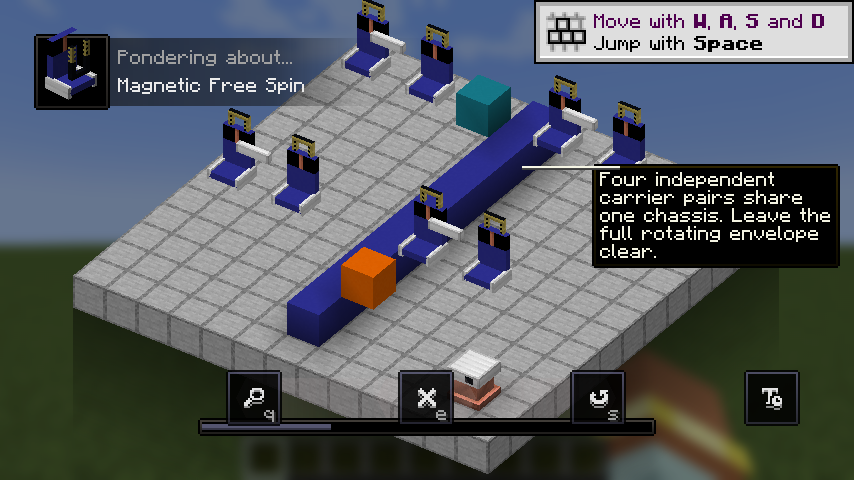 Move with W, A, S and D
Jump with Space
Pondering about...
Magnetic Free Spin
Four independent
carrier pairs share
one chassis. Leave the
full rotating envelope
clear.
q
e
s
T